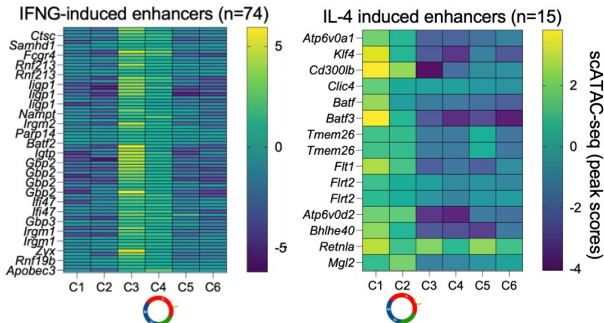 IFNG-induced enhancers (n=74)
Ctsc
Samhd1
Fcgr4
Rnf213
Rnf213
Iigp1
Iigp1
Iigp1
Nampt
Irgm2
Parp14
Batf2
Igtp
Gbp2
Gbp2
Gbp2
Gbp2
Ifi47
Ifi47
Gbp3
Irgm1
Irgm1
Zyx
Rnf19b
Apobec3
C1 C2 C3 C4 C5 C6
5
0
-5
IL-4 induced enhancers (n=15)
Atp6v0a1
Klf4
Cd300lb
Clic4
Batf
Batf3
Tmem26
Tmem26
Flt1
Flrt2
Flrt2
Atp6v0d2
Bhlhe40
Retnla
Mgl2
C1 C2 C3 C4 C5 C6
2
0
-2
-4
scATAC-seq (peak scores)